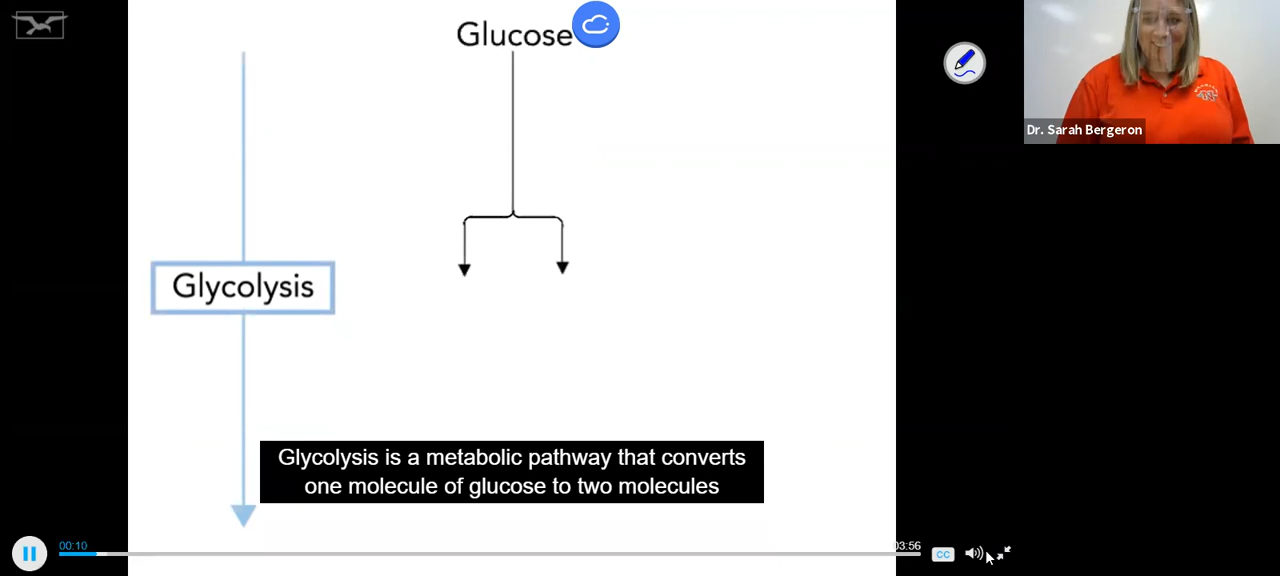 Glucose
Dr. Sarah Bergeron
Glycolysis
Glycolysis is a metabolic pathway that converts
one molecule of glucose to two molecules
00:10
03:56
CC